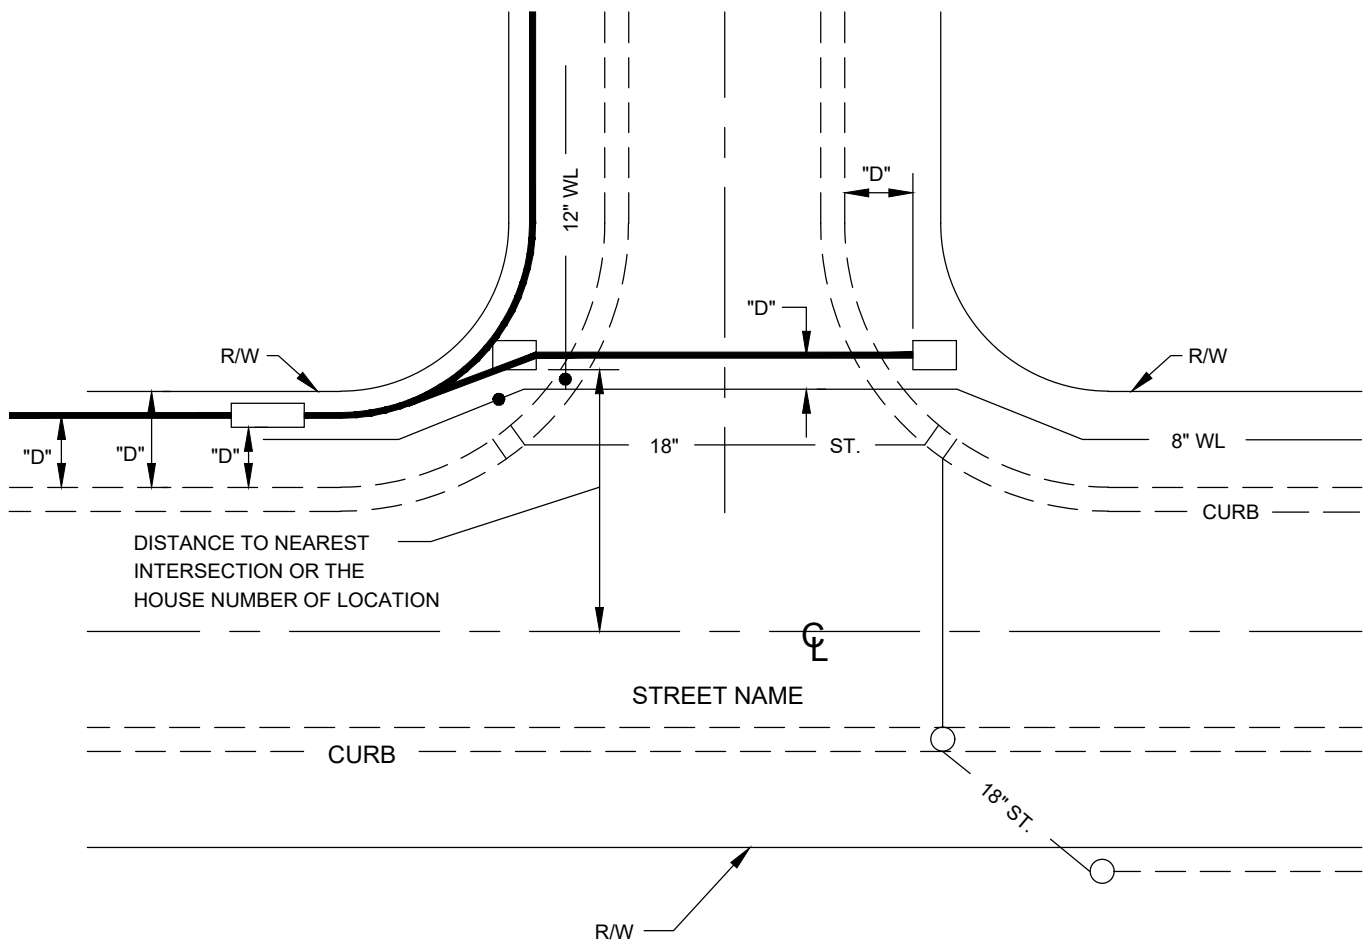 12" WL
"D"
"D"
R/W
R/W
"D"
"D"
"D"
18"
ST.
8" WL
CURB
DISTANCE TO NEAREST
INTERSECTION OR THE
HOUSE NUMBER OF LOCATION
CL
STREET NAME
CURB
18" ST.
R/W